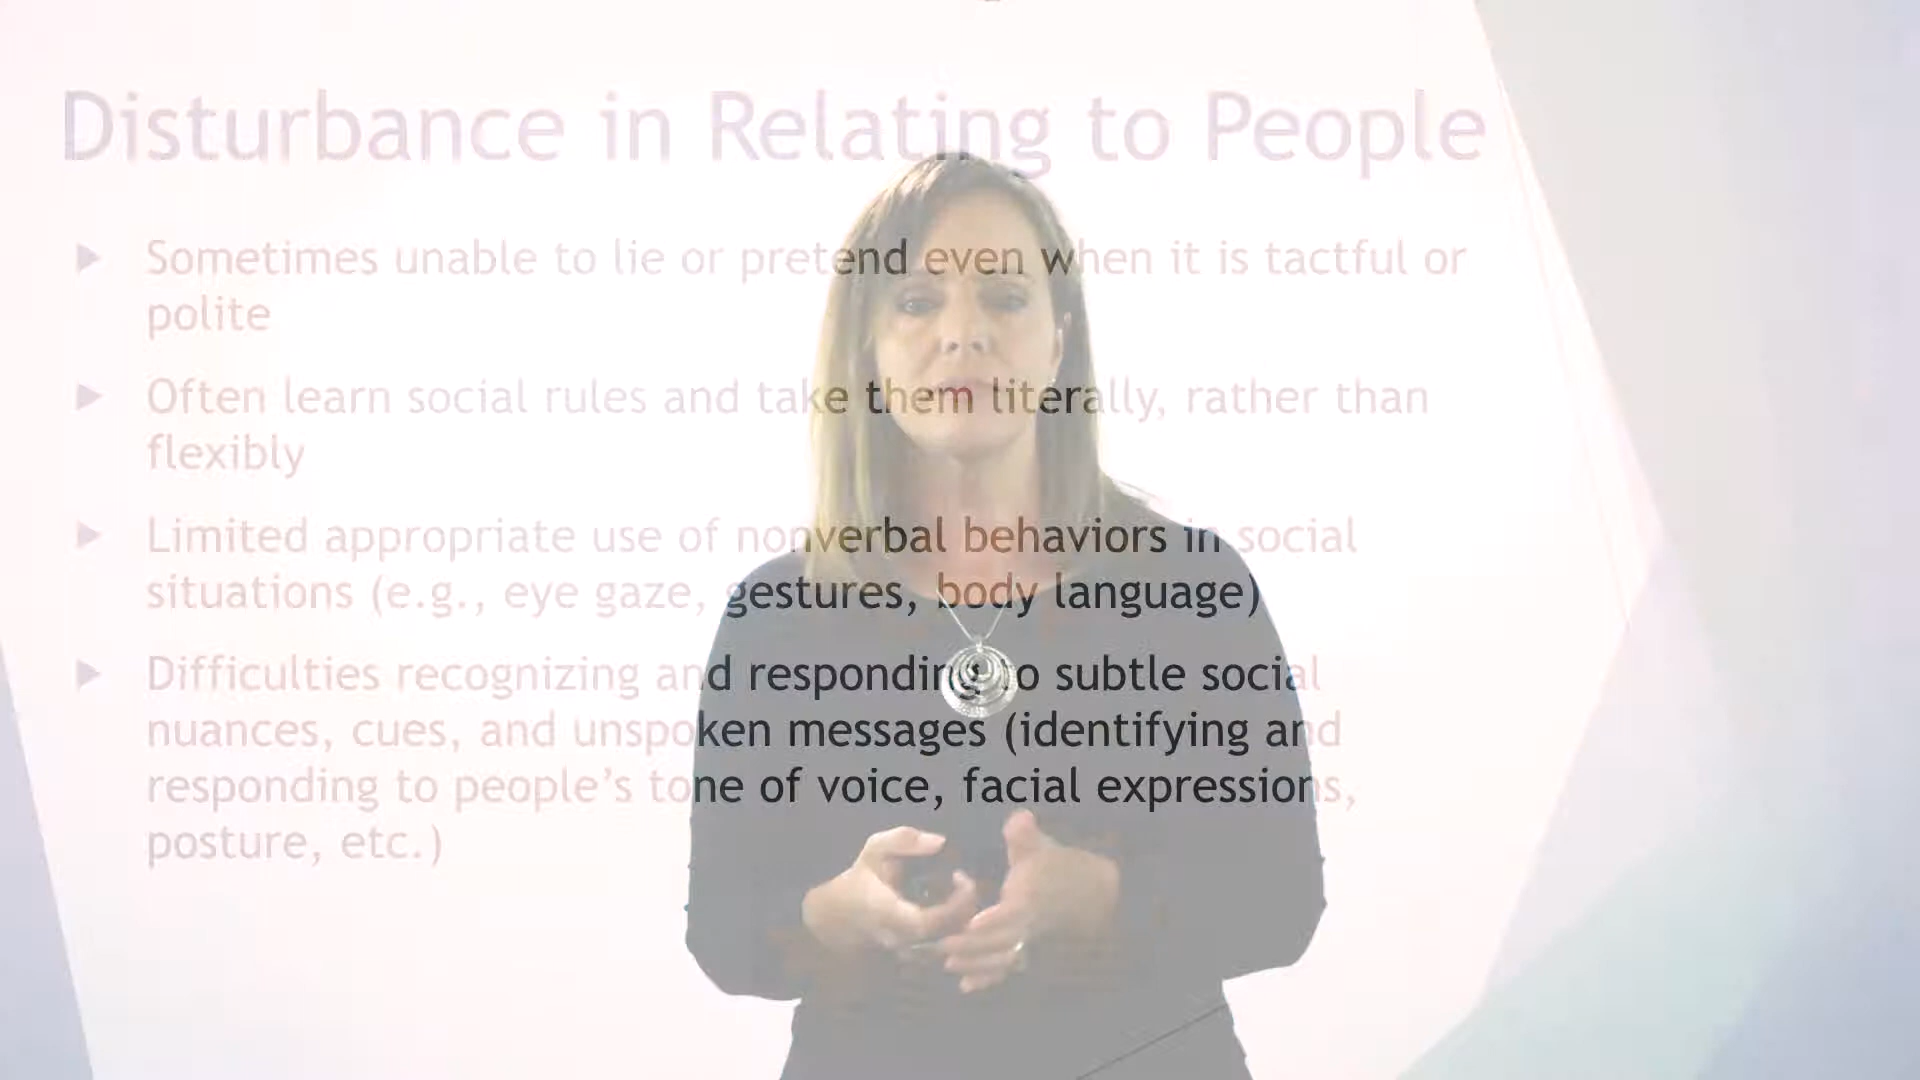 Disturbance in Relating to People
Sometimes unable to lie or pretend even when it is tactful or
polite
Often learn social rules and take them literally, rather than
flexibly
Limited appropriate use of nonverbal behaviors in social
situations (e.g., eye gaze, gestures, body language)
Difficulties recognizing and responding to subtle social
nuances, cues, and unspoken messages (identifying and
responding to people’s tone of voice, facial expressions,
posture, etc.)